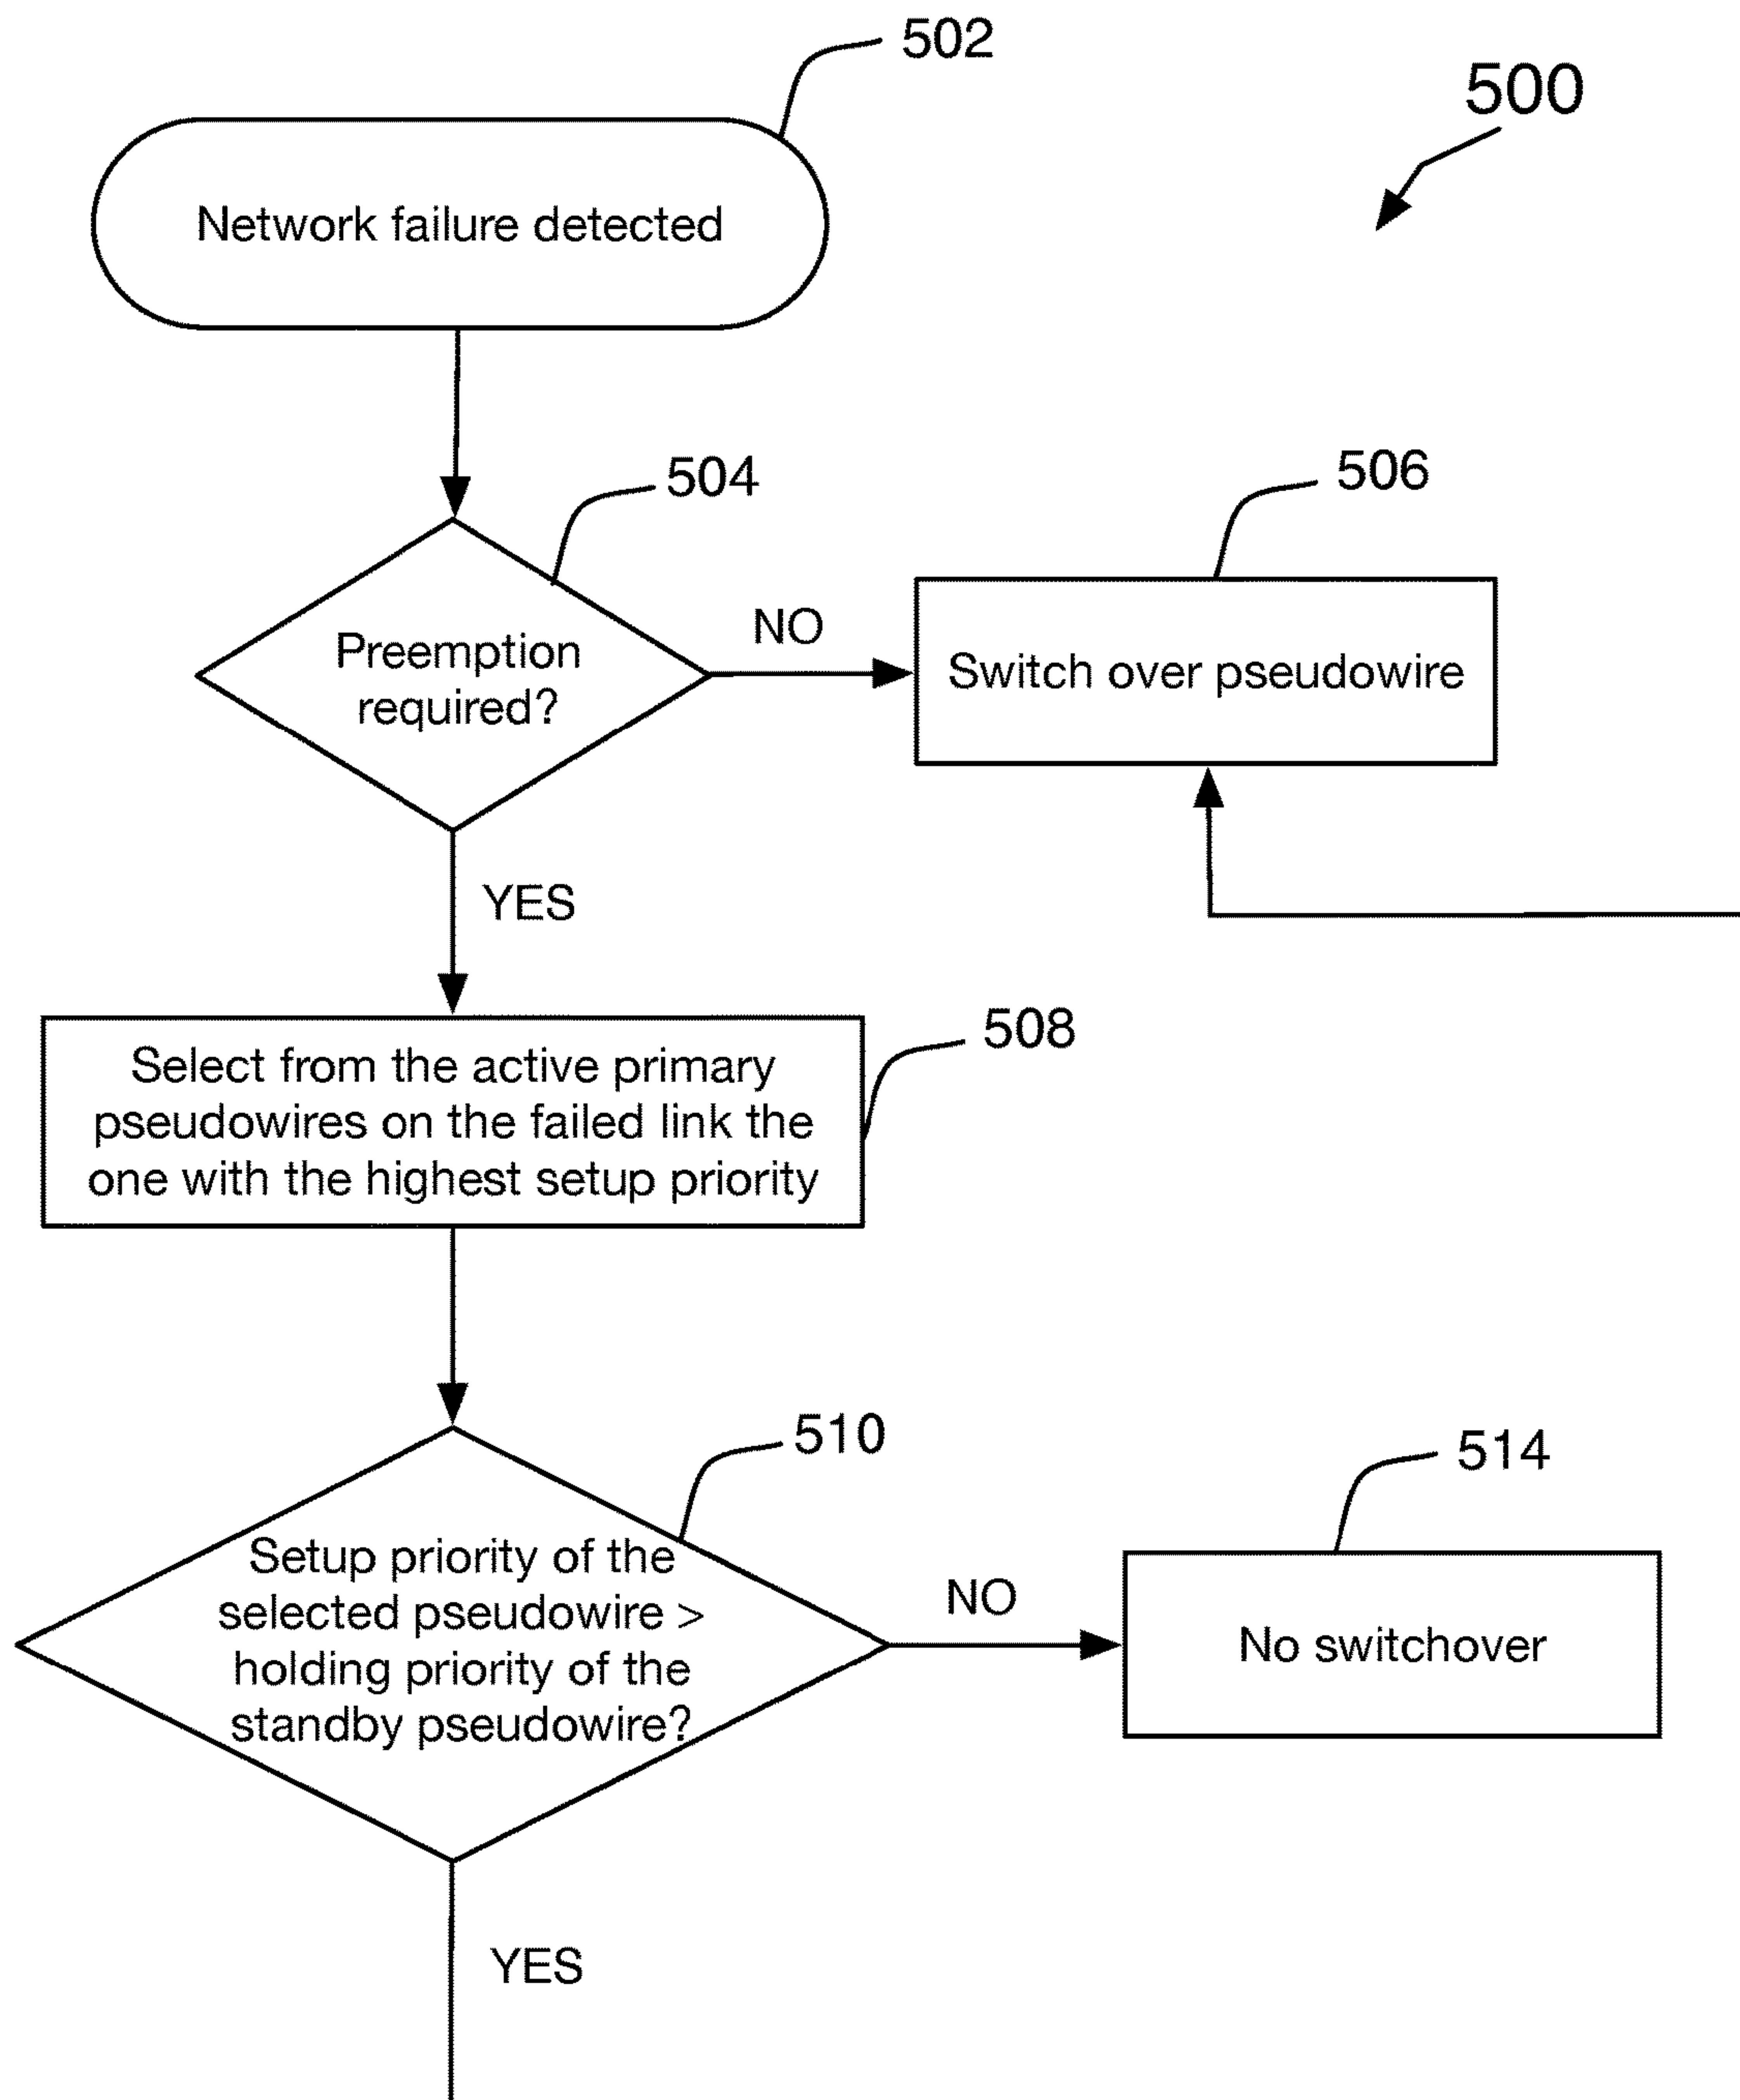 502
500
Network failure detected
504
506
Preemption
required?
NO
Switch over pseudowire
YES
508
Select from the active primary
pseudowires on the failed link the
one with the highest setup priority
510
514
Setup priority of the
selected pseudowire >
holding priority of the
standby pseudowire?
NO
No switchover
YES